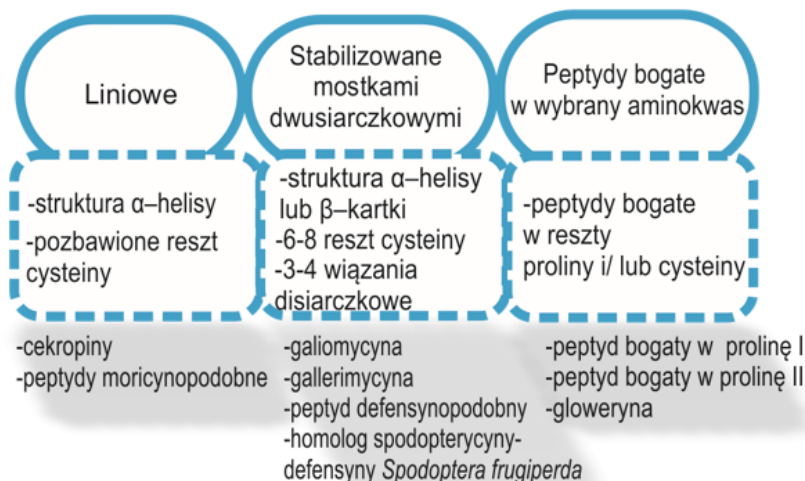 Liniowe
-struktura α–helisy
-pozbawione reszt
cysteiny
-cekropiny
-peptydy moricynopodobne
Stabilizowane
mostkami
dwusiarczkowymi
-struktura α–helisy
lub β–kartki
-6-8 reszt cysteiny
-3-4 wiązania
disiarczkowe
-galiomycyna
-gallerimycyna
-peptyd defensynopodobny
-homolog spodopterycyny-
defensyny Spodoptera frugiperda
Peptydy bogate
w wybrany aminokwas
-peptydy bogate
w reszty
proliny i/ lub cysteiny
-peptyd bogaty w prolinę I
-peptyd bogaty w prolinę II
-gloweryna